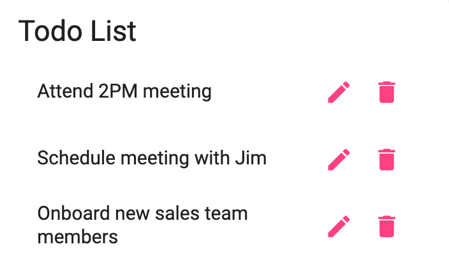 Todo List
Attend 2PM meeting
Schedule meeting with Jim
Onboard new sales team
members